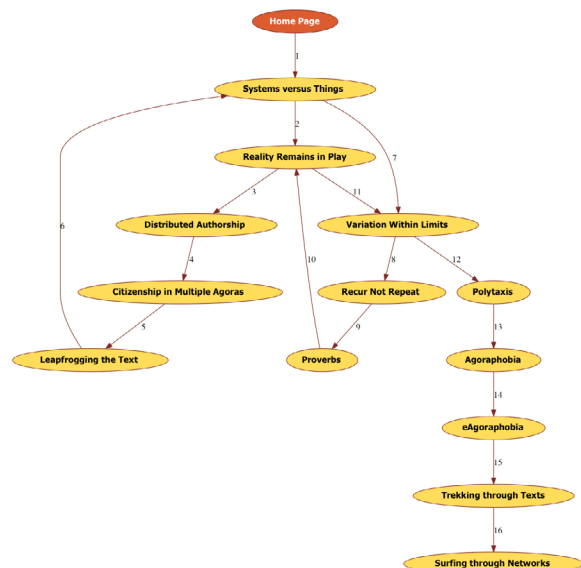 Home Page
1
Systems versus Things
2
7
Reality Remains in Play
3
11
6
Distributed Authorship
Variation Within Limits
10
4
8
12
Citizenship in Multiple Agoras
Recur Not Repeat
Polytaxis
5
9
13
Leapfrogging the Text
Proverbs
Agoraphobia
14
eAgoraphobia
15
Trekking through Texts
16
Surfing through Networks